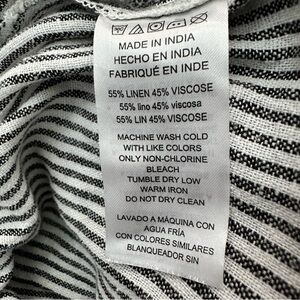 MADE IN INDIA
HECHO EN INDIA
FABRIQUÉ EN INDE
55% LINEN 45% VISCOSE
55% lino 45% viscosa
55% LIN 45% VISCOSE
MACHINE WASH COLD
WITH LIKE COLORS
ONLY NON-CHLORINE
BLEACH
TUMBLE DRY LOW
WARM IRON
DO NOT DRY CLEAN
LAVADO A MÁQUINA CON
AGUA FRÍA
CON COLORES SIMILARES
BLANQUEADOR SIN